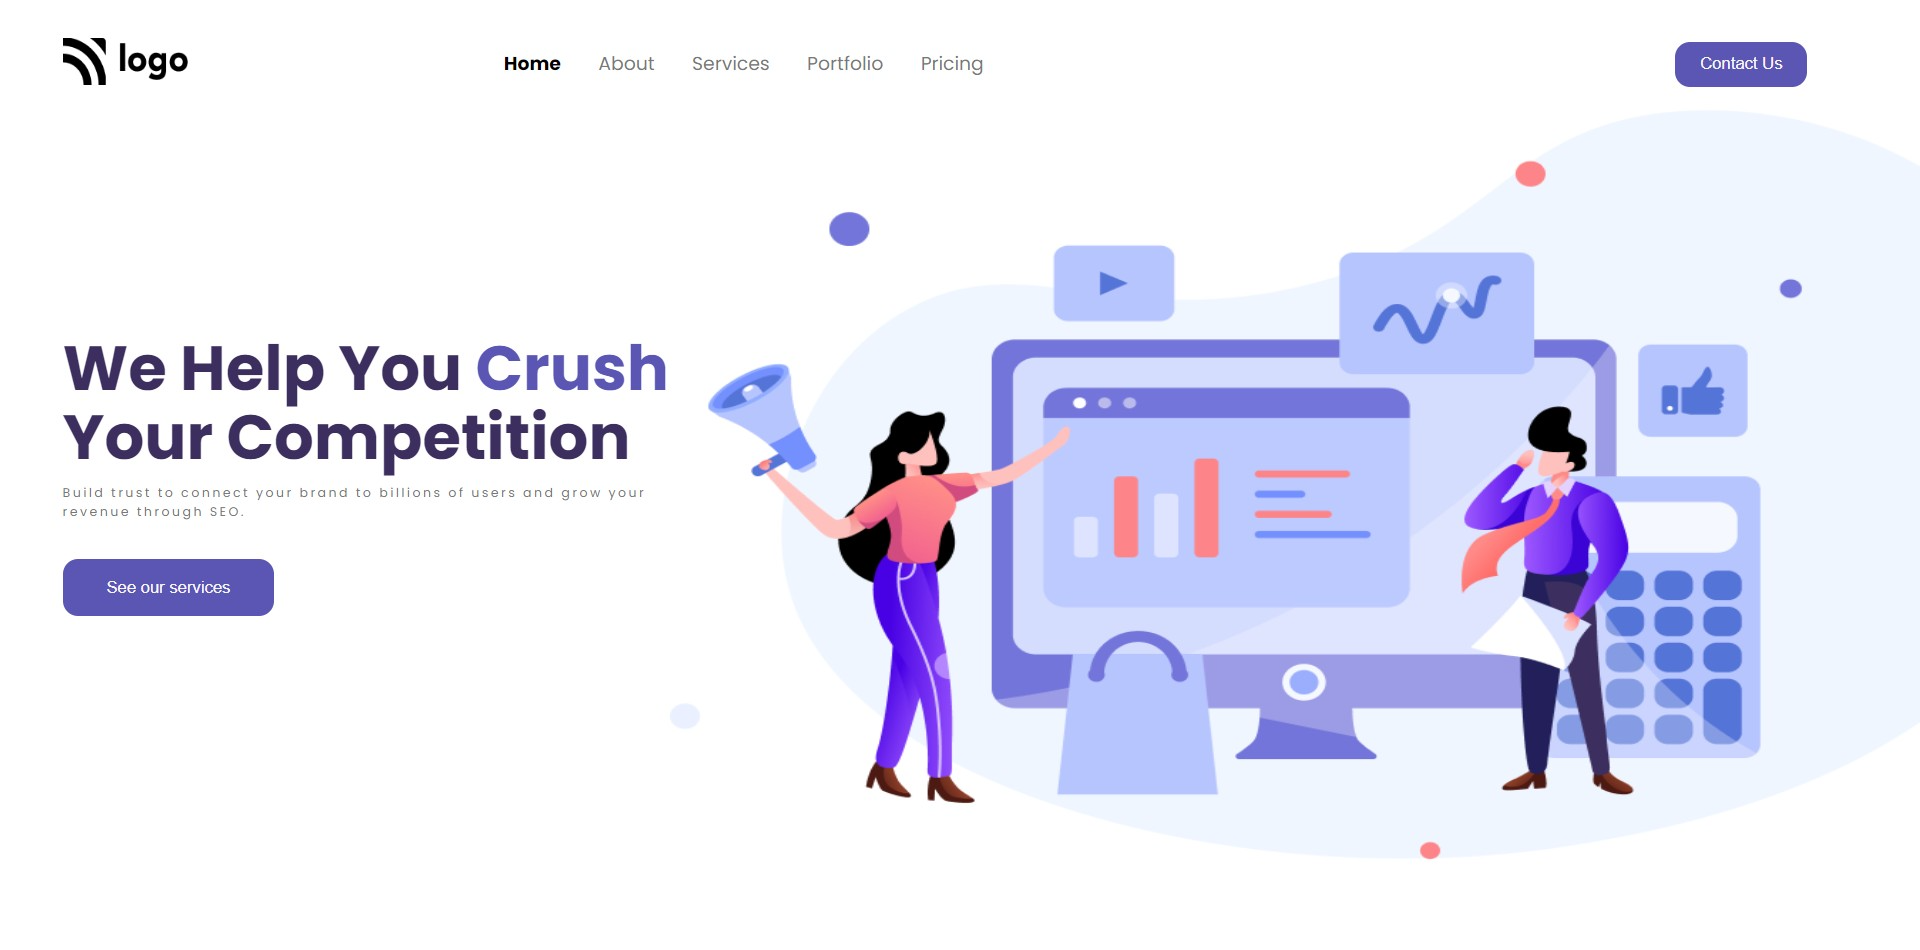 logo
Home About Services Portfolio Pricing
Contact Us
We Help You Crush
Your Competition
Build trust to connect your brand to billions of users and grow your
revenue through SEO.
See our services